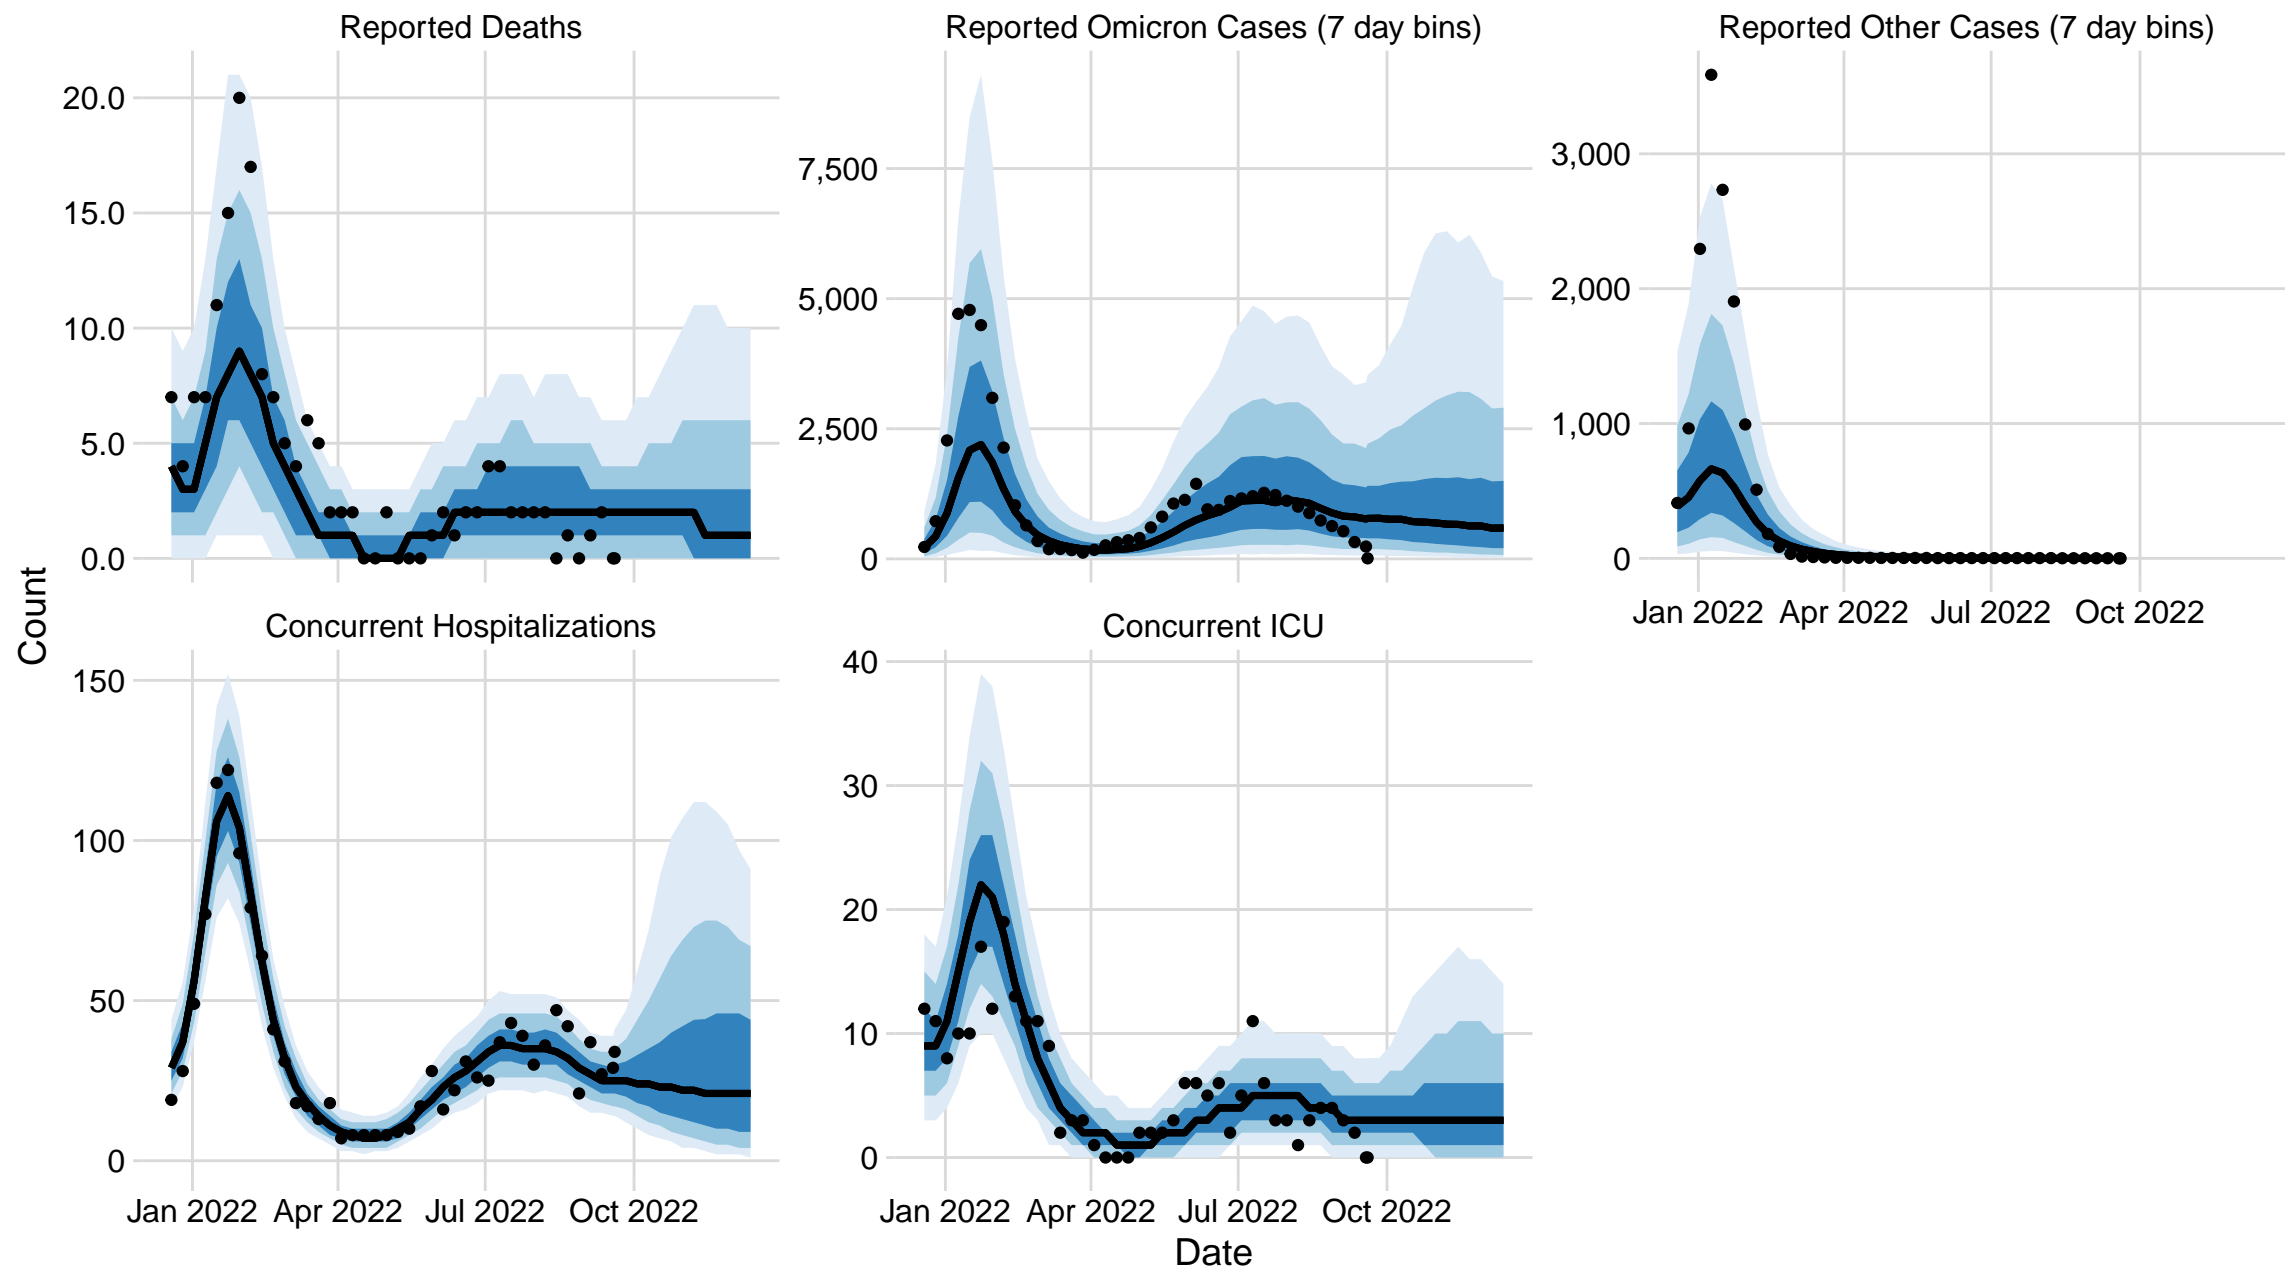 Reported Deaths
Reported Omicron Cases (7 day bins)
Reported Other Cases (7 day bins)
20.0
15.0
10.0
5.0
0.0
7,500
5,000
2,500
0
3,000
2,000
1,000
0
Jan 2022 Apr 2022 Jul 2022 Oct 2022
Count
Concurrent Hospitalizations
Concurrent ICU
150
100
50
0
40
30
20
10
0
Jan 2022 Apr 2022 Jul 2022 Oct 2022
Jan 2022 Apr 2022 Jul 2022 Oct 2022
Date